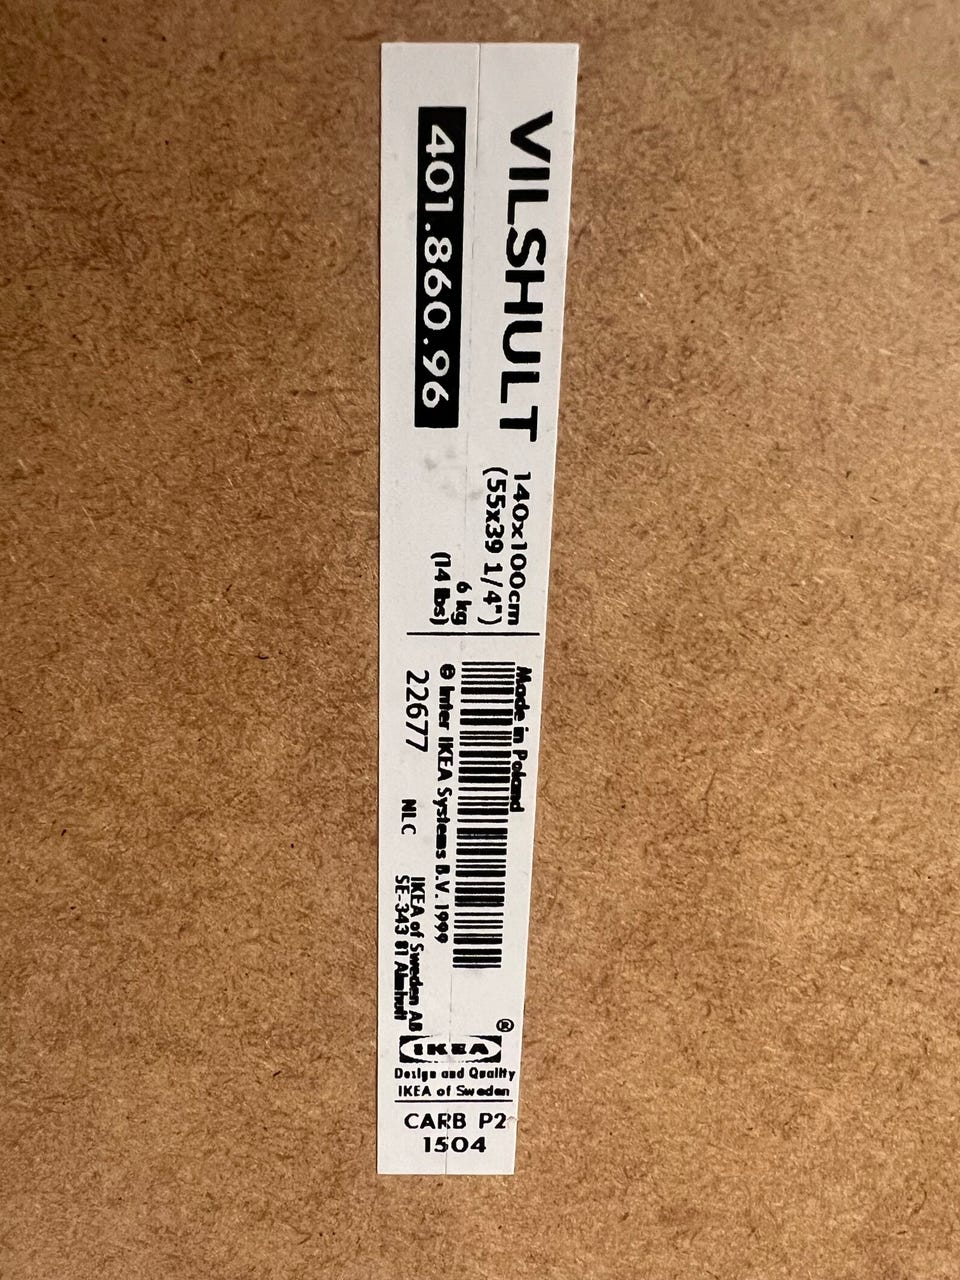 VILSHULT
401.860.96
140x100cm
(55x39 1/4")
6 kg
(14 lbs)
Made in Poland
© Inter IKEA Systems B.V. 1999
22677
NLC
IKEA of Sweden AB
SE-343 81 Älmhult
®
IKEA
Design and Quality
IKEA of Sweden
CARB P2
1504